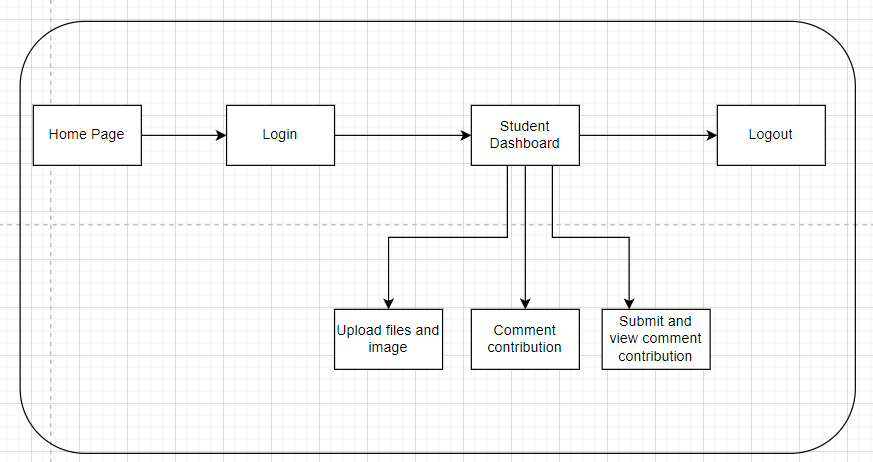 Home Page
Login
Student
Dashboard
Logout
Upload files and
image
Comment
contribution
Submit and
view comment
contribution